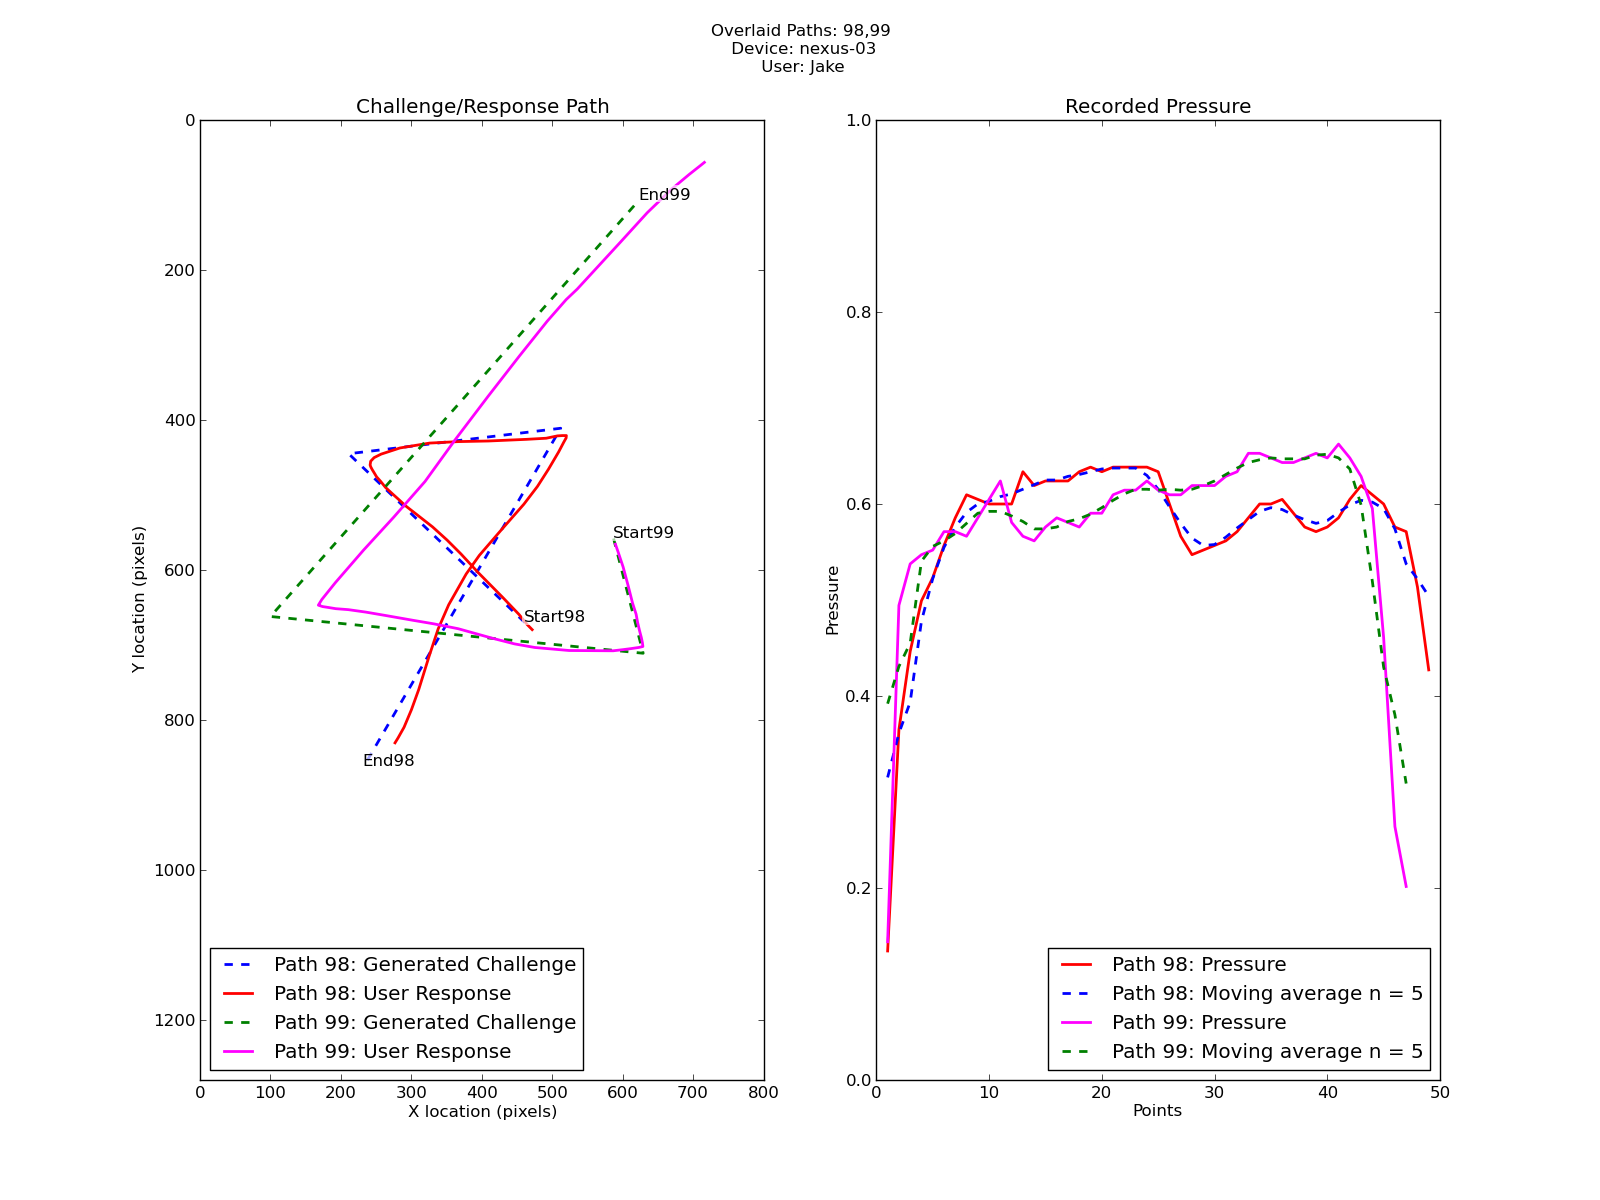 Overlaid Paths: 98,99
Device: nexus-03
User: Jake
Challenge/Response Path
0
200
400
600
800
1000
1200
Y location (pixels)
End99
Start99
Start98
End98
Path 98: Generated Challenge
Path 98: User Response
Path 99: Generated Challenge
Path 99: User Response
0 100 200 300 400 500 600 700 800
X location (pixels)
Recorded Pressure
1.0
0.8
0.6
0.4
0.2
0.0
Pressure
Path 98: Pressure
Path 98: Moving average n = 5
Path 99: Pressure
Path 99: Moving average n = 5
0 10 20 30 40 50
Points